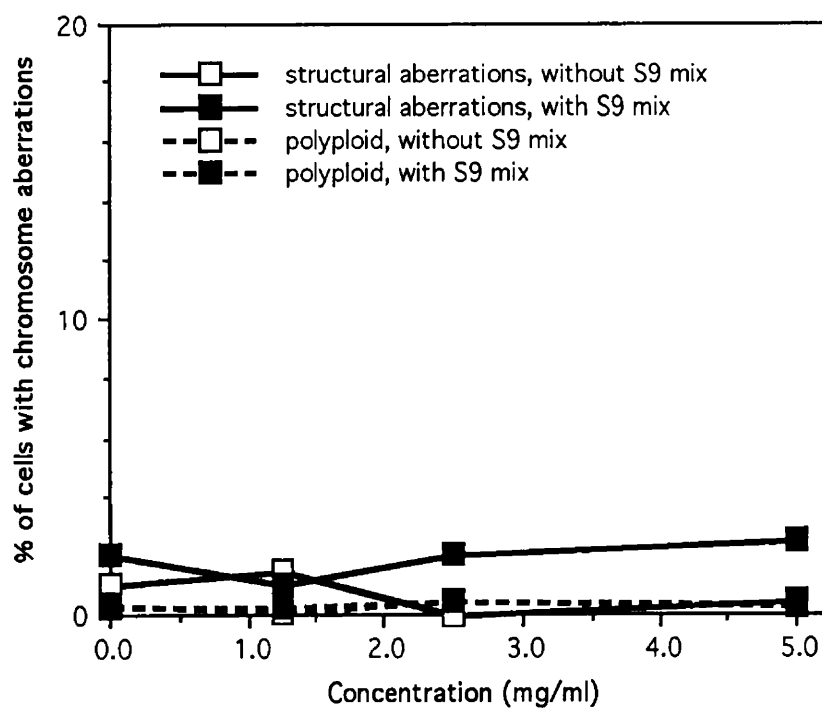 % of cells with chromosome aberrations
20
10
0
structural aberrations, without S9 mix
structural aberrations, with S9 mix
polyploid, without S9 mix
polyploid, with S9 mix
0.0 1.0 2.0 3.0 4.0 5.0
Concentration (mg/ml)